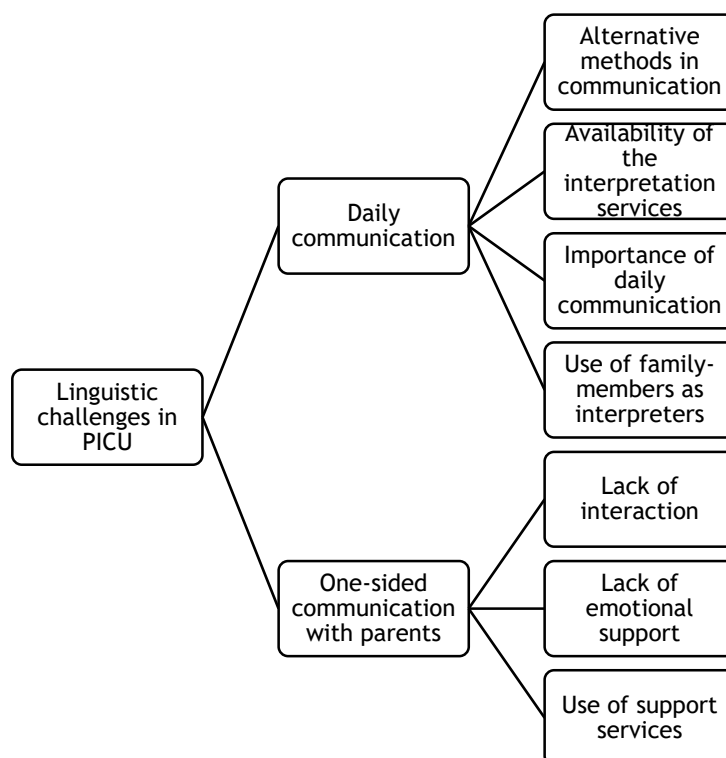 Alternative
methods in
communication
Availability of
the
interpretation
services
Daily
communication
Importance of
daily
communication
Use of family-
members as
interpreters
Linguistic
challenges in
PICU
Lack of
interaction
One-sided
communication
with parents
Lack of
emotional
support
Use of support
services